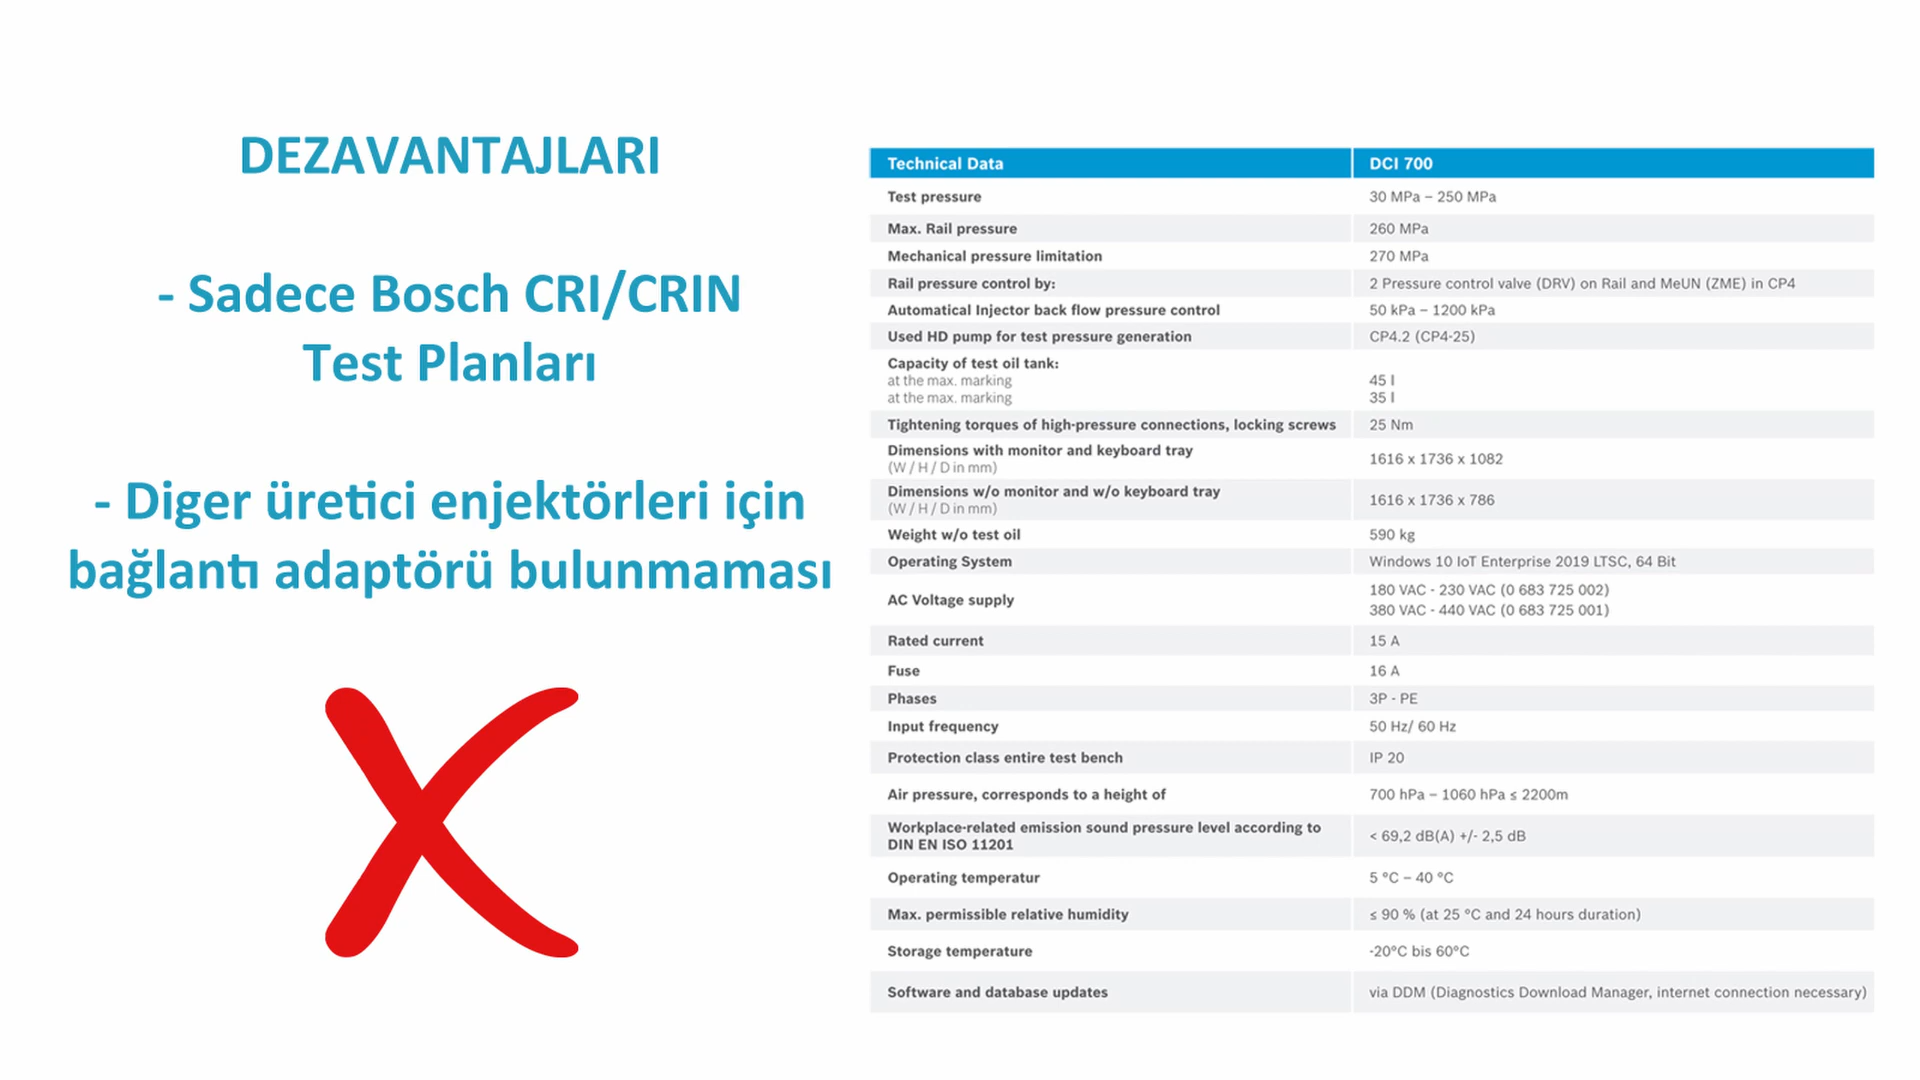 DEZAVANTAJLARI
- Sadece Bosch CRI/CRIN
Test Planları
- Diger üretici enjektörleri için
bağlantı adaptörü bulunmaması
Technical Data DCI 700
Test pressure 30 MPa – 250 MPa
Max. Rail pressure 260 MPa
Mechanical pressure limitation 270 MPa
Rail pressure control by: 2 Pressure control valve (DRV) on Rail and MeUN (ZME) in CP4
Automatical Injector back flow pressure control 50 kPa – 1200 kPa
Used HD pump for test pressure generation CP4.2 (CP4-25)
Capacity of test oil tank:
at the max. marking 45 l
at the max. marking 35 l
Tightening torques of high-pressure connections, locking screws 25 Nm
Dimensions with monitor and keyboard tray
(W / H / D in mm) 1616 x 1736 x 1082
Dimensions w/o monitor and w/o keyboard tray
(W / H / D in mm) 1616 x 1736 x 786
Weight w/o test oil 590 kg
Operating System Windows 10 IoT Enterprise 2019 LTSC, 64 Bit
AC Voltage supply 180 VAC - 230 VAC (0 683 725 002)
380 VAC - 440 VAC (0 683 725 001)
Rated current 15 A
Fuse 16 A
Phases 3P - PE
Input frequency 50 Hz/ 60 Hz
Protection class entire test bench IP 20
Air pressure, corresponds to a height of 700 hPa – 1060 hPa ≤ 2200m
Workplace-related emission sound pressure level according to
DIN EN ISO 11201 < 69,2 dB(A) +/- 2,5 dB
Operating temperatur 5 °C – 40 °C
Max. permissible relative humidity ≤ 90 % (at 25 °C and 24 hours duration)
Storage temperature -20°C bis 60°C
Software and database updates via DDM (Diagnostics Download Manager, internet connection necessary)